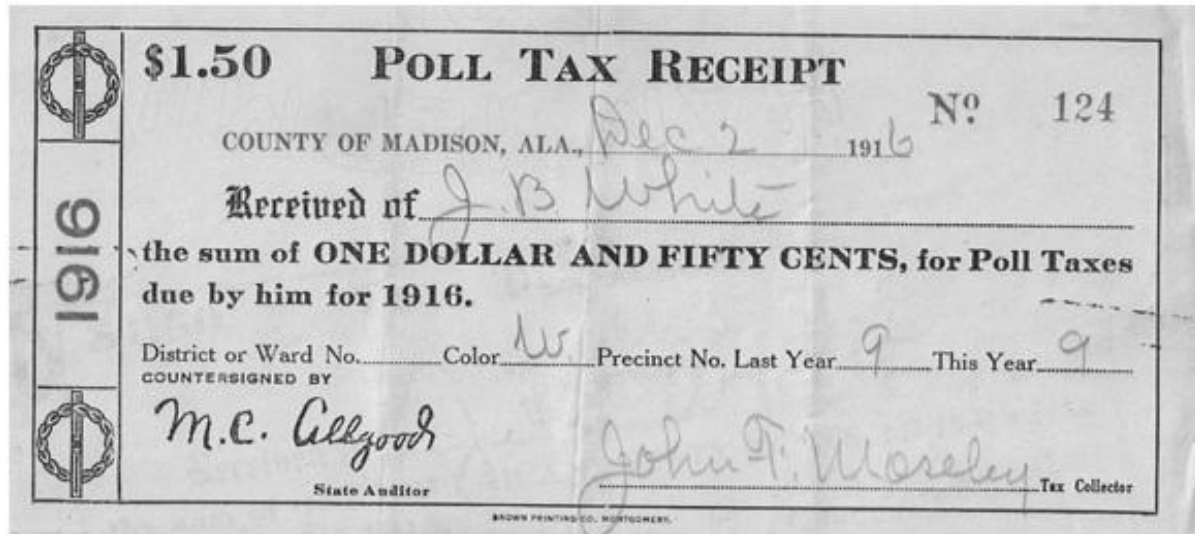 $1.50 POLL TAX RECEIPT
No. 124
COUNTY OF MADISON, ALA., Dec 2 1916
Received of J. B. White
the sum of ONE DOLLAR AND FIFTY CENTS, for Poll Taxes
due by him for 1916.
District or Ward No. Color W. Precinct No. Last Year 9 This Year 9
COUNTERSIGNED BY
M.C. Allgood
John T. Moseley
State Auditor
Tax Collector
BROWN PRINTING CO., MONTGOMERY.
1916